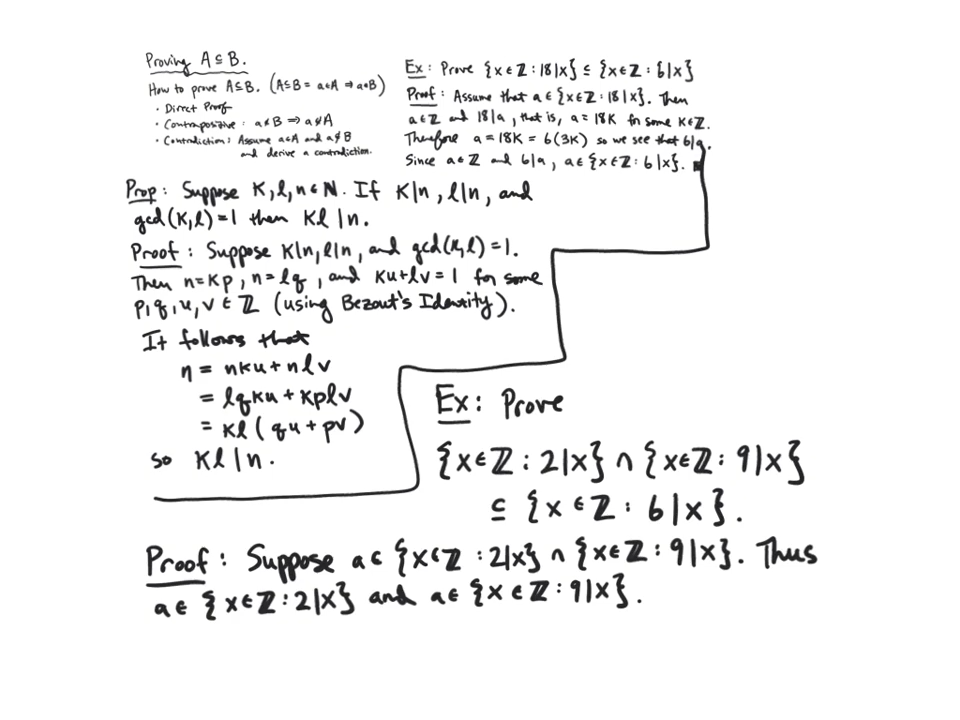 Proving A ⊆ B.
How to prove A⊆B. (A⊆B = a∈A ⇒ a∈B)
· Direct Proof
· Contrapositive : a∉B ⇒ a∉A
· Contradiction : Assume a∈A and a∉B
and derive a contradiction.
Ex : Prove {x∈ℤ : 18|x} ⊆ {x∈ℤ : 6|x}
Proof : Assume that a ∈ {x∈ℤ : 18|x}. Then
a∈ℤ and 18|a, that is, a = 18K for some K∈ℤ.
Therefore a = 18K = 6(3K) so we see that 6|a.
Since a∈ℤ and 6|a, a∈{x∈ℤ : 6|x}. ■
Prop : Suppose K, l, n ∈ ℕ. If K|n, l|n, and
gcd(K,l) = 1 then Kl|n.
Proof : Suppose K|n, l|n, and gcd(K,l) = 1.
Then n=Kp, n=lq, and Ku+lv=1 for some
p,q,u,v ∈ ℤ (using Bezout's Identity).
It follows that
n = nku + nlv
= lqku + kplv
= Kl(qu + pv)
so Kl|n.
Ex : Prove
{x∈ℤ : 2|x} ∩ {x∈ℤ : 9|x}
⊆ {x∈ℤ : 6|x}.
Proof : Suppose a∈{x∈ℤ : 2|x} ∩ {x∈ℤ : 9|x}. Thus
a∈ {x∈ℤ : 2|x} and a∈ {x∈ℤ : 9|x}.